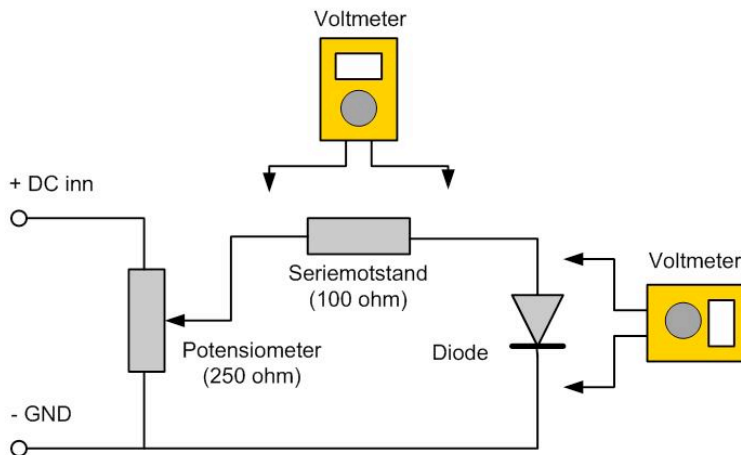 Voltmeter
+ DC inn
Seriemotstand
(100 ohm)
Voltmeter
Potensiometer
(250 ohm)
Diode
- GND